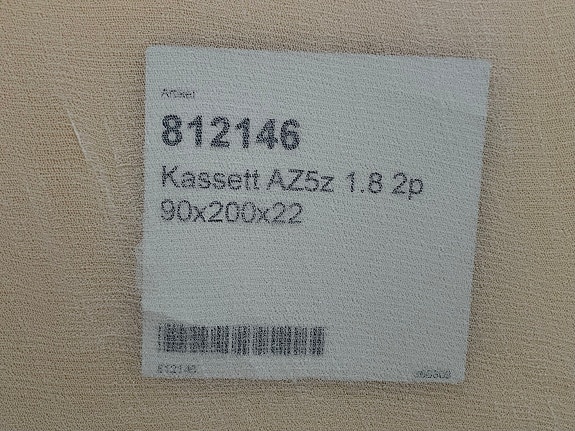 Artikel
812146
Kassett AZ5z 1.8 2p
90x200x22
812146